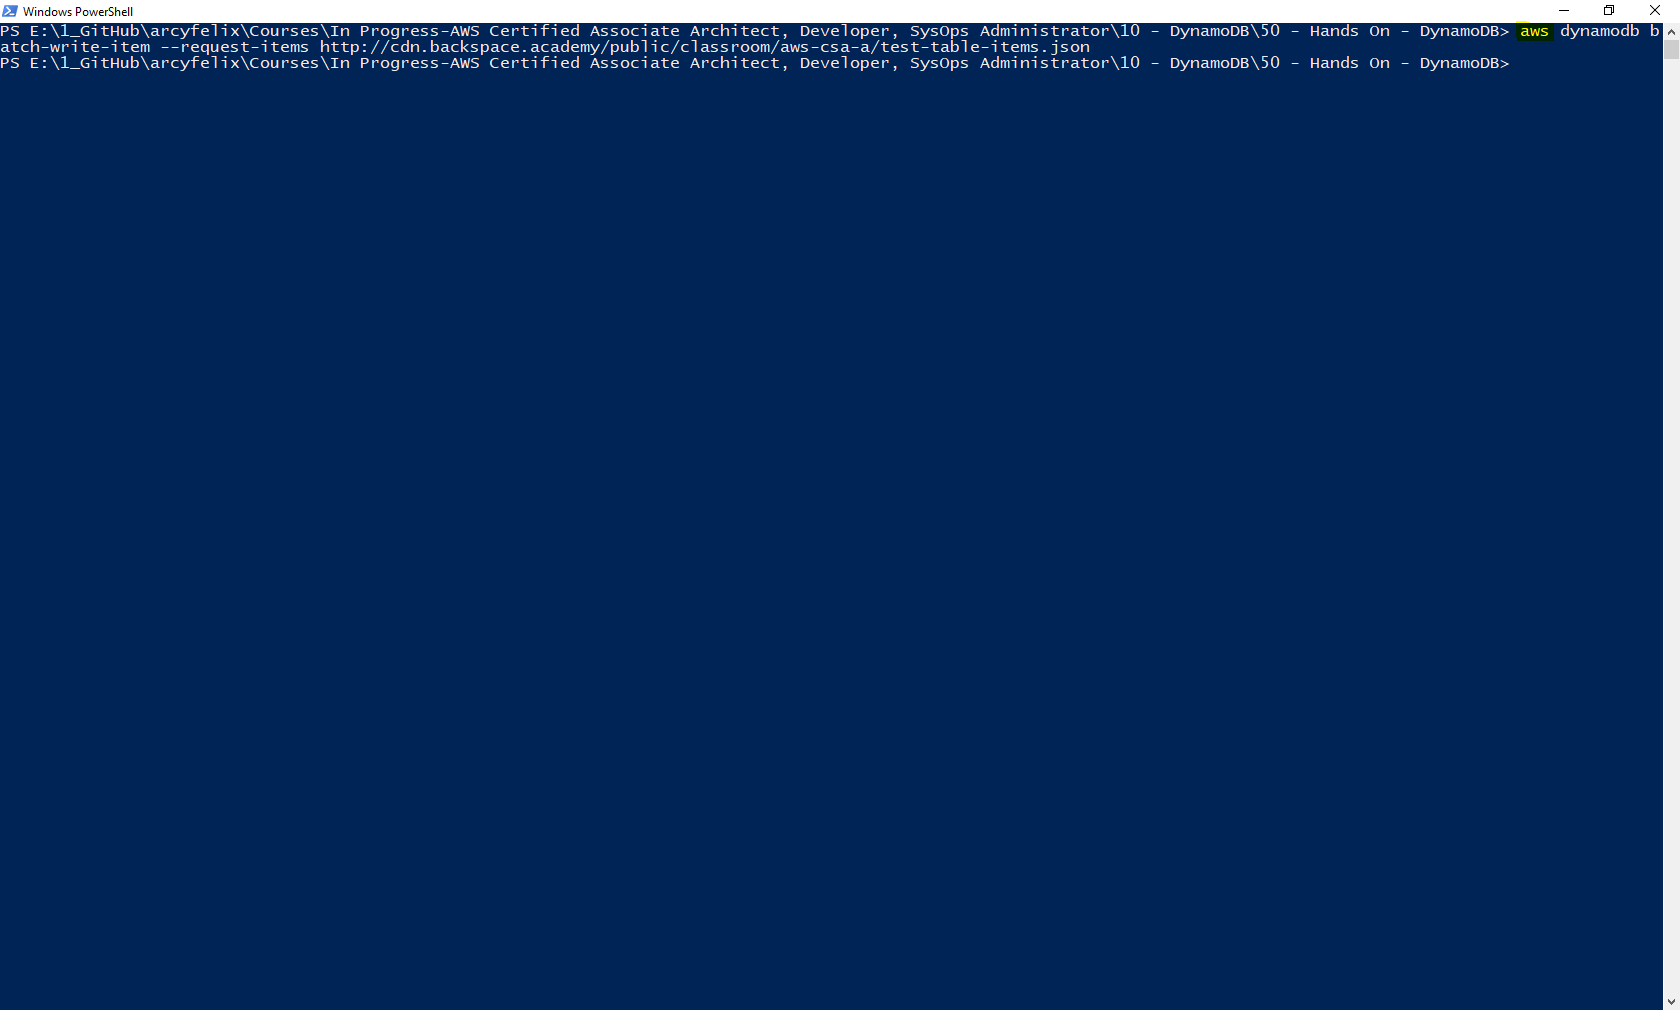 Windows PowerShell
PS E:\1_GitHub\arcyfelix\Courses\In Progress-AWS Certified Associate Architect, Developer, SysOps Administrator\10 - DynamoDB\50 - Hands On - DynamoDB> aws dynamodb b
atch-write-item --request-items http://cdn.backspace.academy/public/classroom/aws-csa-a/test-table-items.json
PS E:\1_GitHub\arcyfelix\Courses\In Progress-AWS Certified Associate Architect, Developer, SysOps Administrator\10 - DynamoDB\50 - Hands On - DynamoDB>